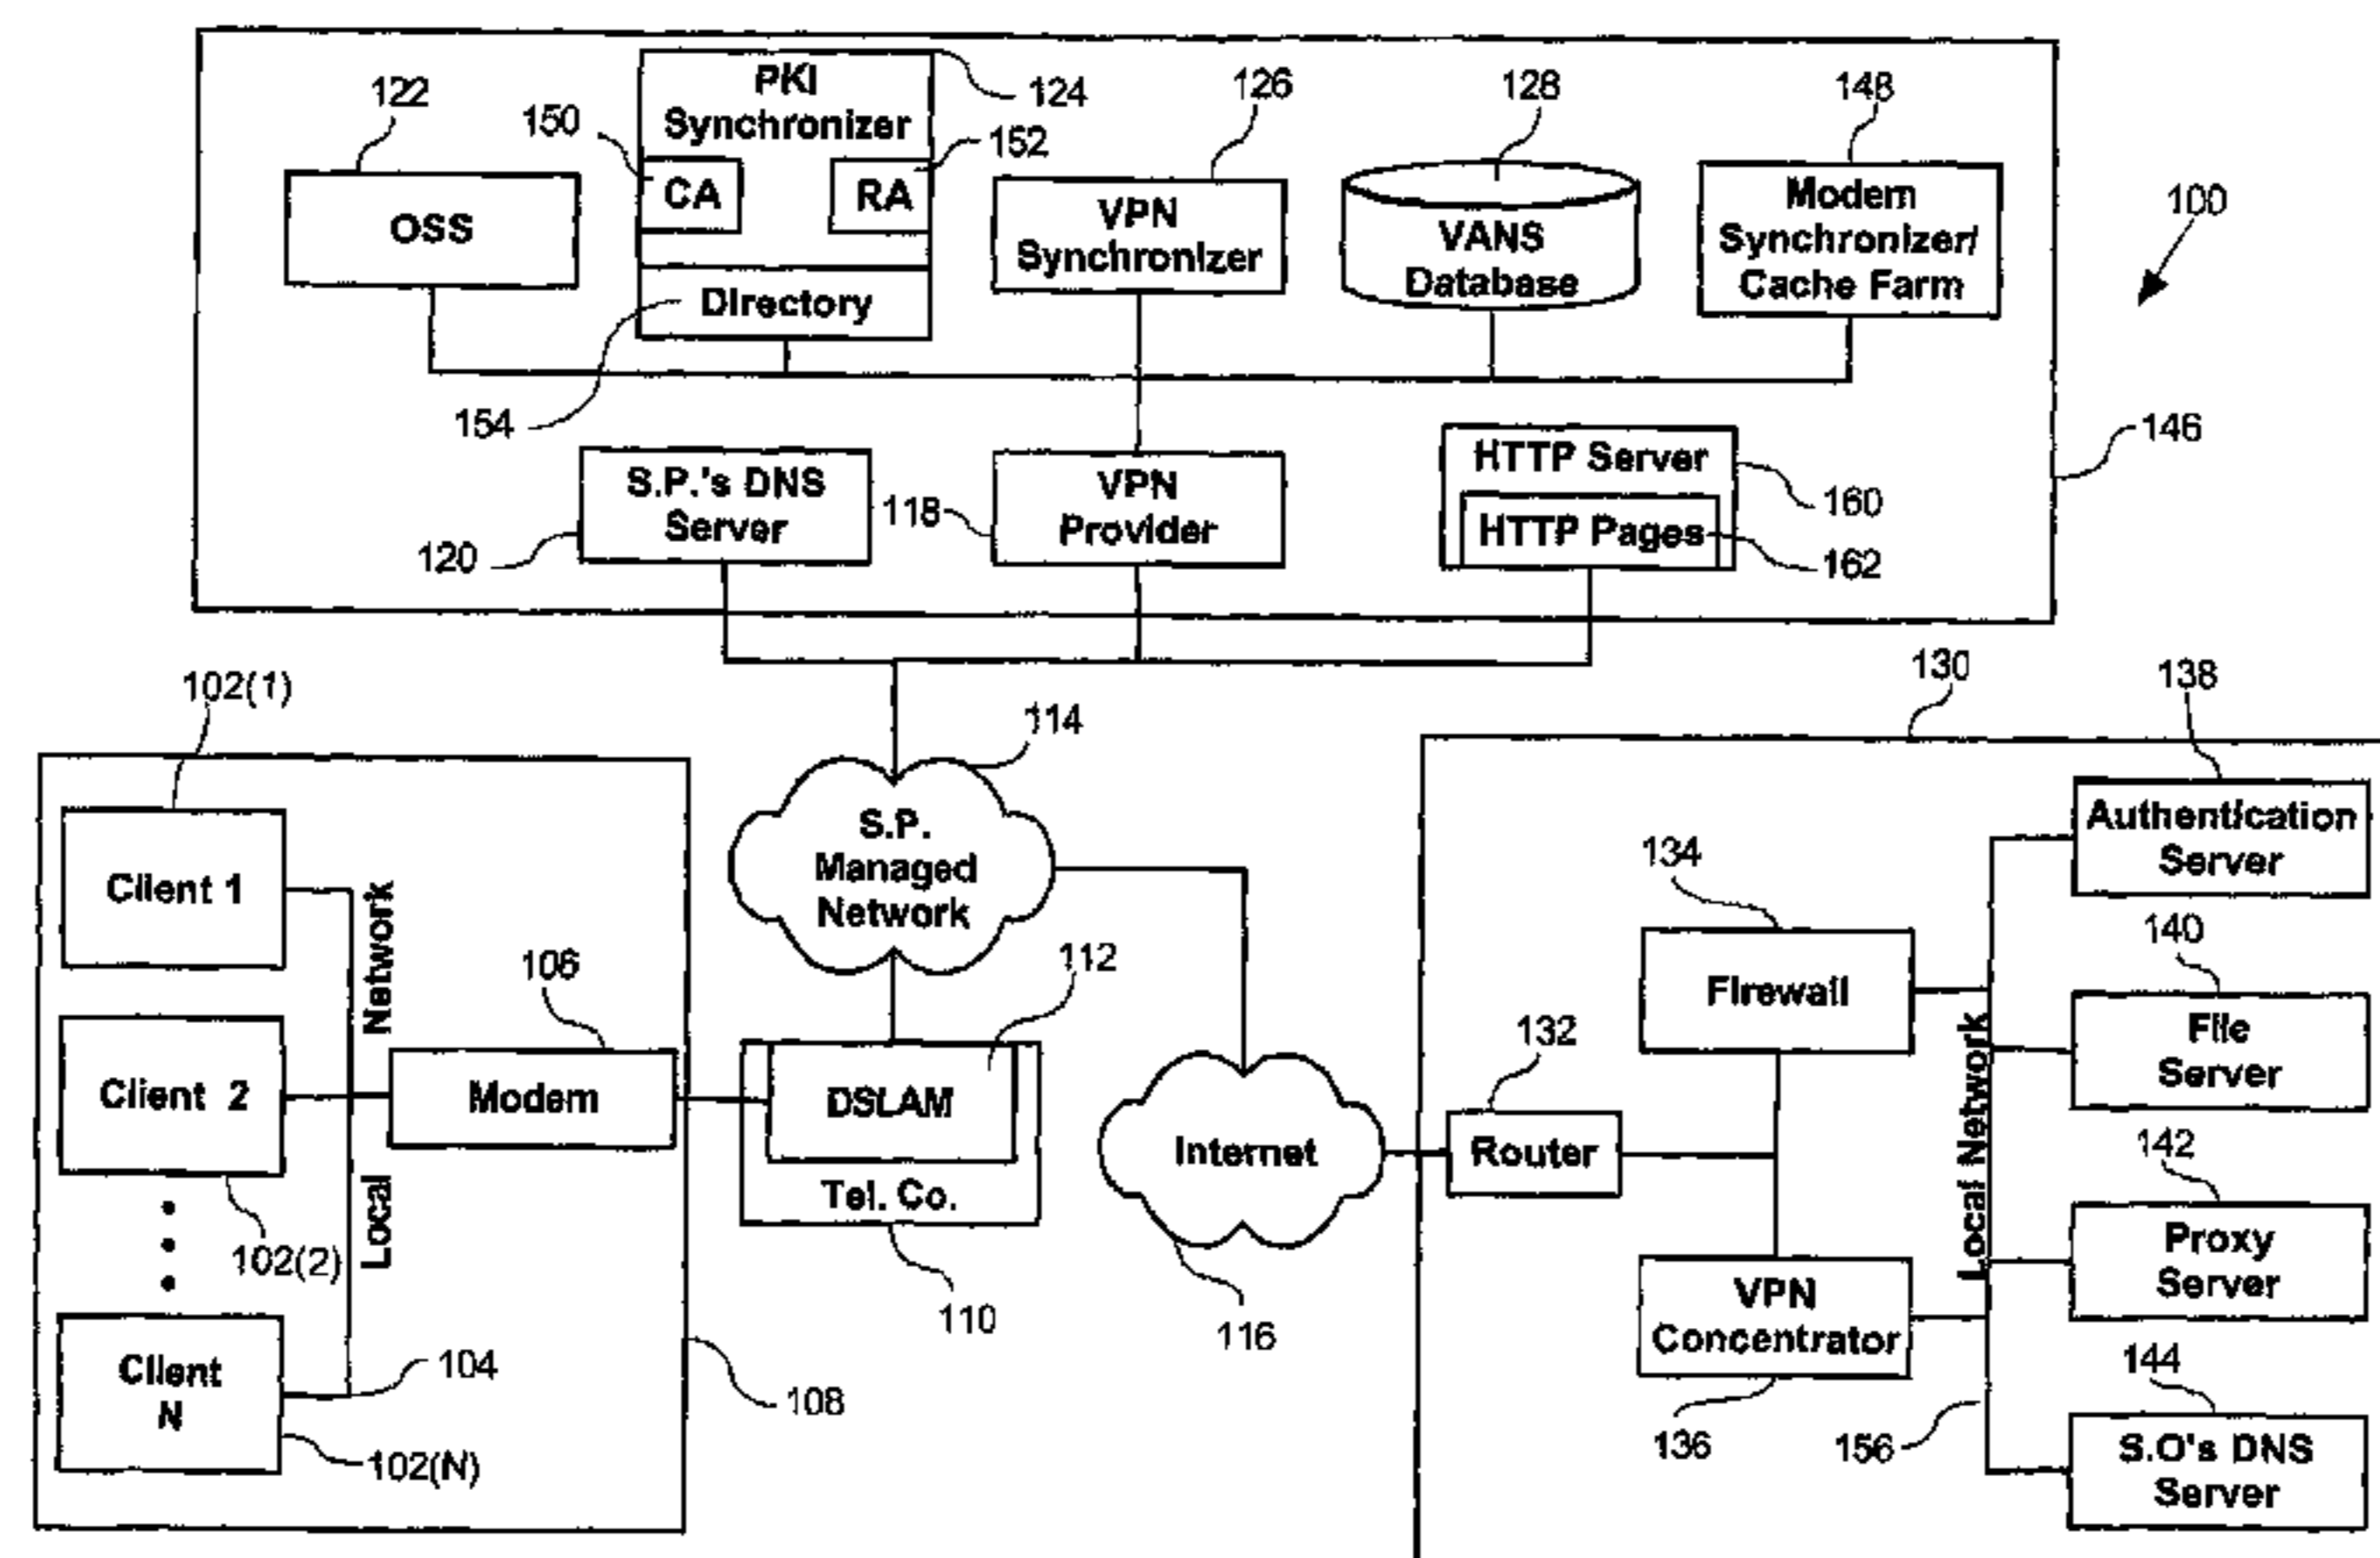 122
PKI
Synchronizer
124
126
128
148
150
152
CA
RA
OSS
VPN
Synchronizer
VANS
Database
Modem
Synchronizer/
Cache Farm
100
Directory
154
146
S.P.'s DNS
Server
120
118
VPN
Provider
HTTP Server
160
HTTP Pages
162
102(1)
114
130
138
Client 1
Network
S.P.
Managed
Network
134
Authentication
Server
106
112
Firewall
140
File
Server
Client 2
Modem
DSLAM
Tel. Co.
Internet
132
Router
Local Network
142
Proxy
Server
102(2)
Local
110
116
VPN
Concentrator
Client
N
104
108
136
156
144
S.O's DNS
Server
102(N)